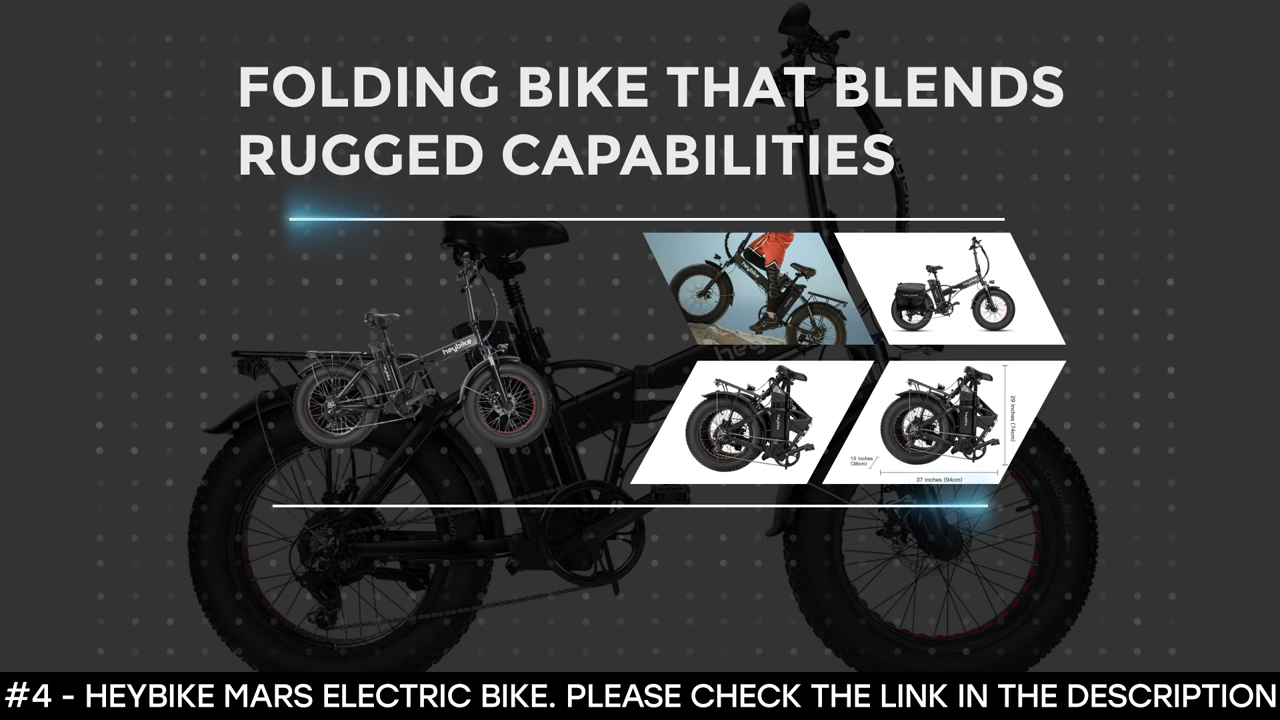 FOLDING BIKE THAT BLENDS
RUGGED CAPABILITIES
heybike
heybike
29 inches (74cm)
15 inches
(38cm)
37 inches (94cm)
#4 - HEYBIKE MARS ELECTRIC BIKE. PLEASE CHECK THE LINK IN THE DESCRIPTION